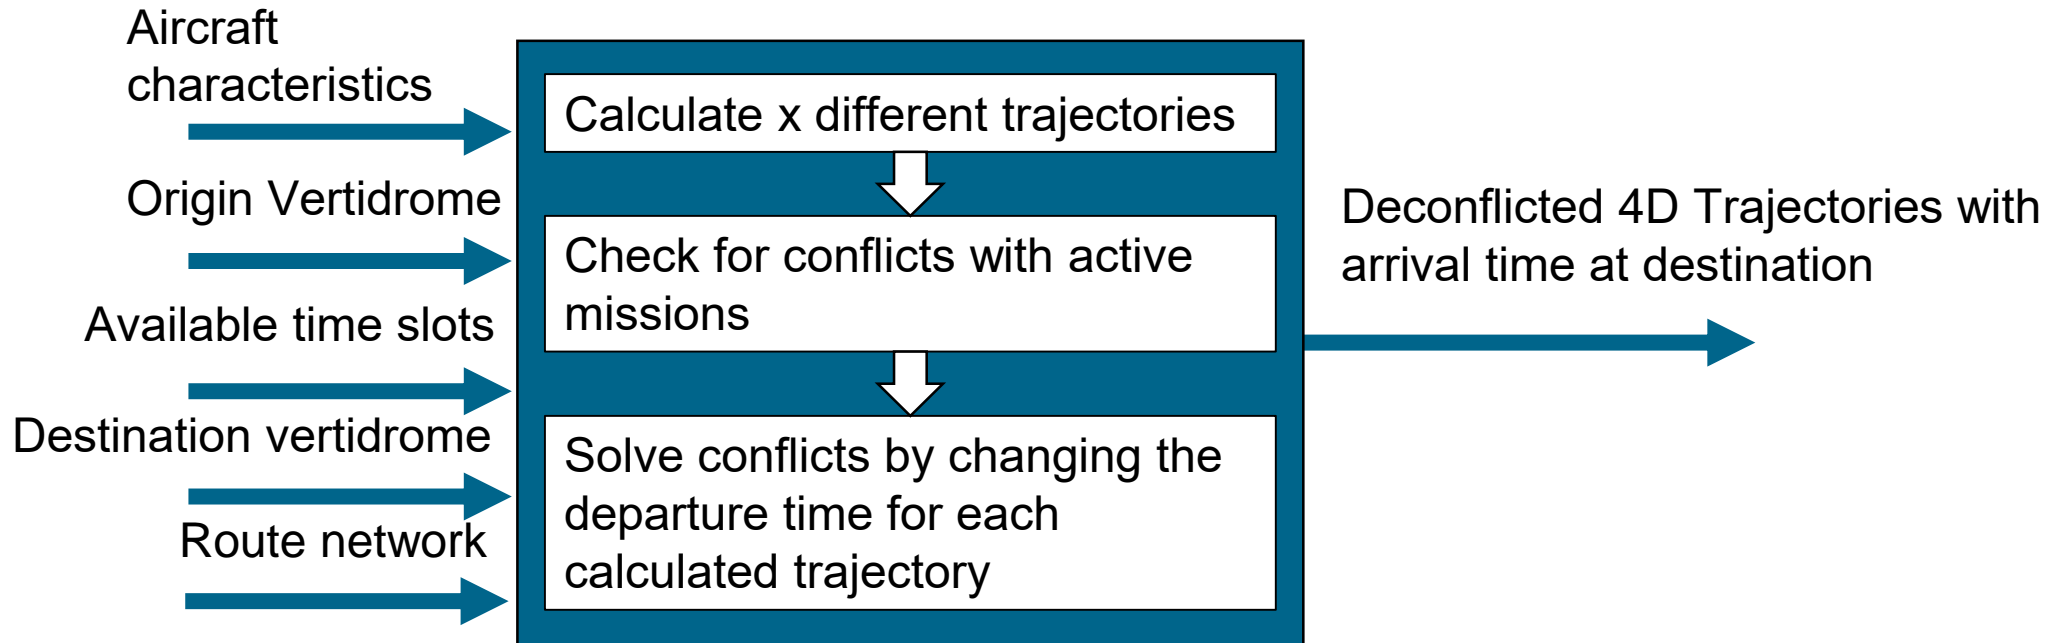 Aircraft
characteristics
Origin Vertidrome
Available time slots
Destination vertidrome
Route network
Calculate x different trajectories
Check for conflicts with active
missions
Solve conflicts by changing the
departure time for each
calculated trajectory
Deconflicted 4D Trajectories with
arrival time at destination